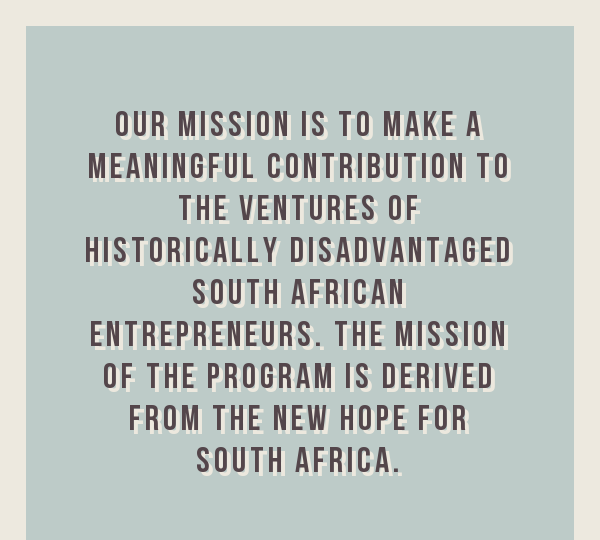 OUR MISSION IS TO MAKE A
MEANINGFUL CONTRIBUTION TO
THE VENTURES OF
HISTORICALLY DISADVANTAGED
SOUTH AFRICAN
ENTREPRENEURS. THE MISSION
OF THE PROGRAM IS DERIVED
FROM THE NEW HOPE FOR
SOUTH AFRICA.